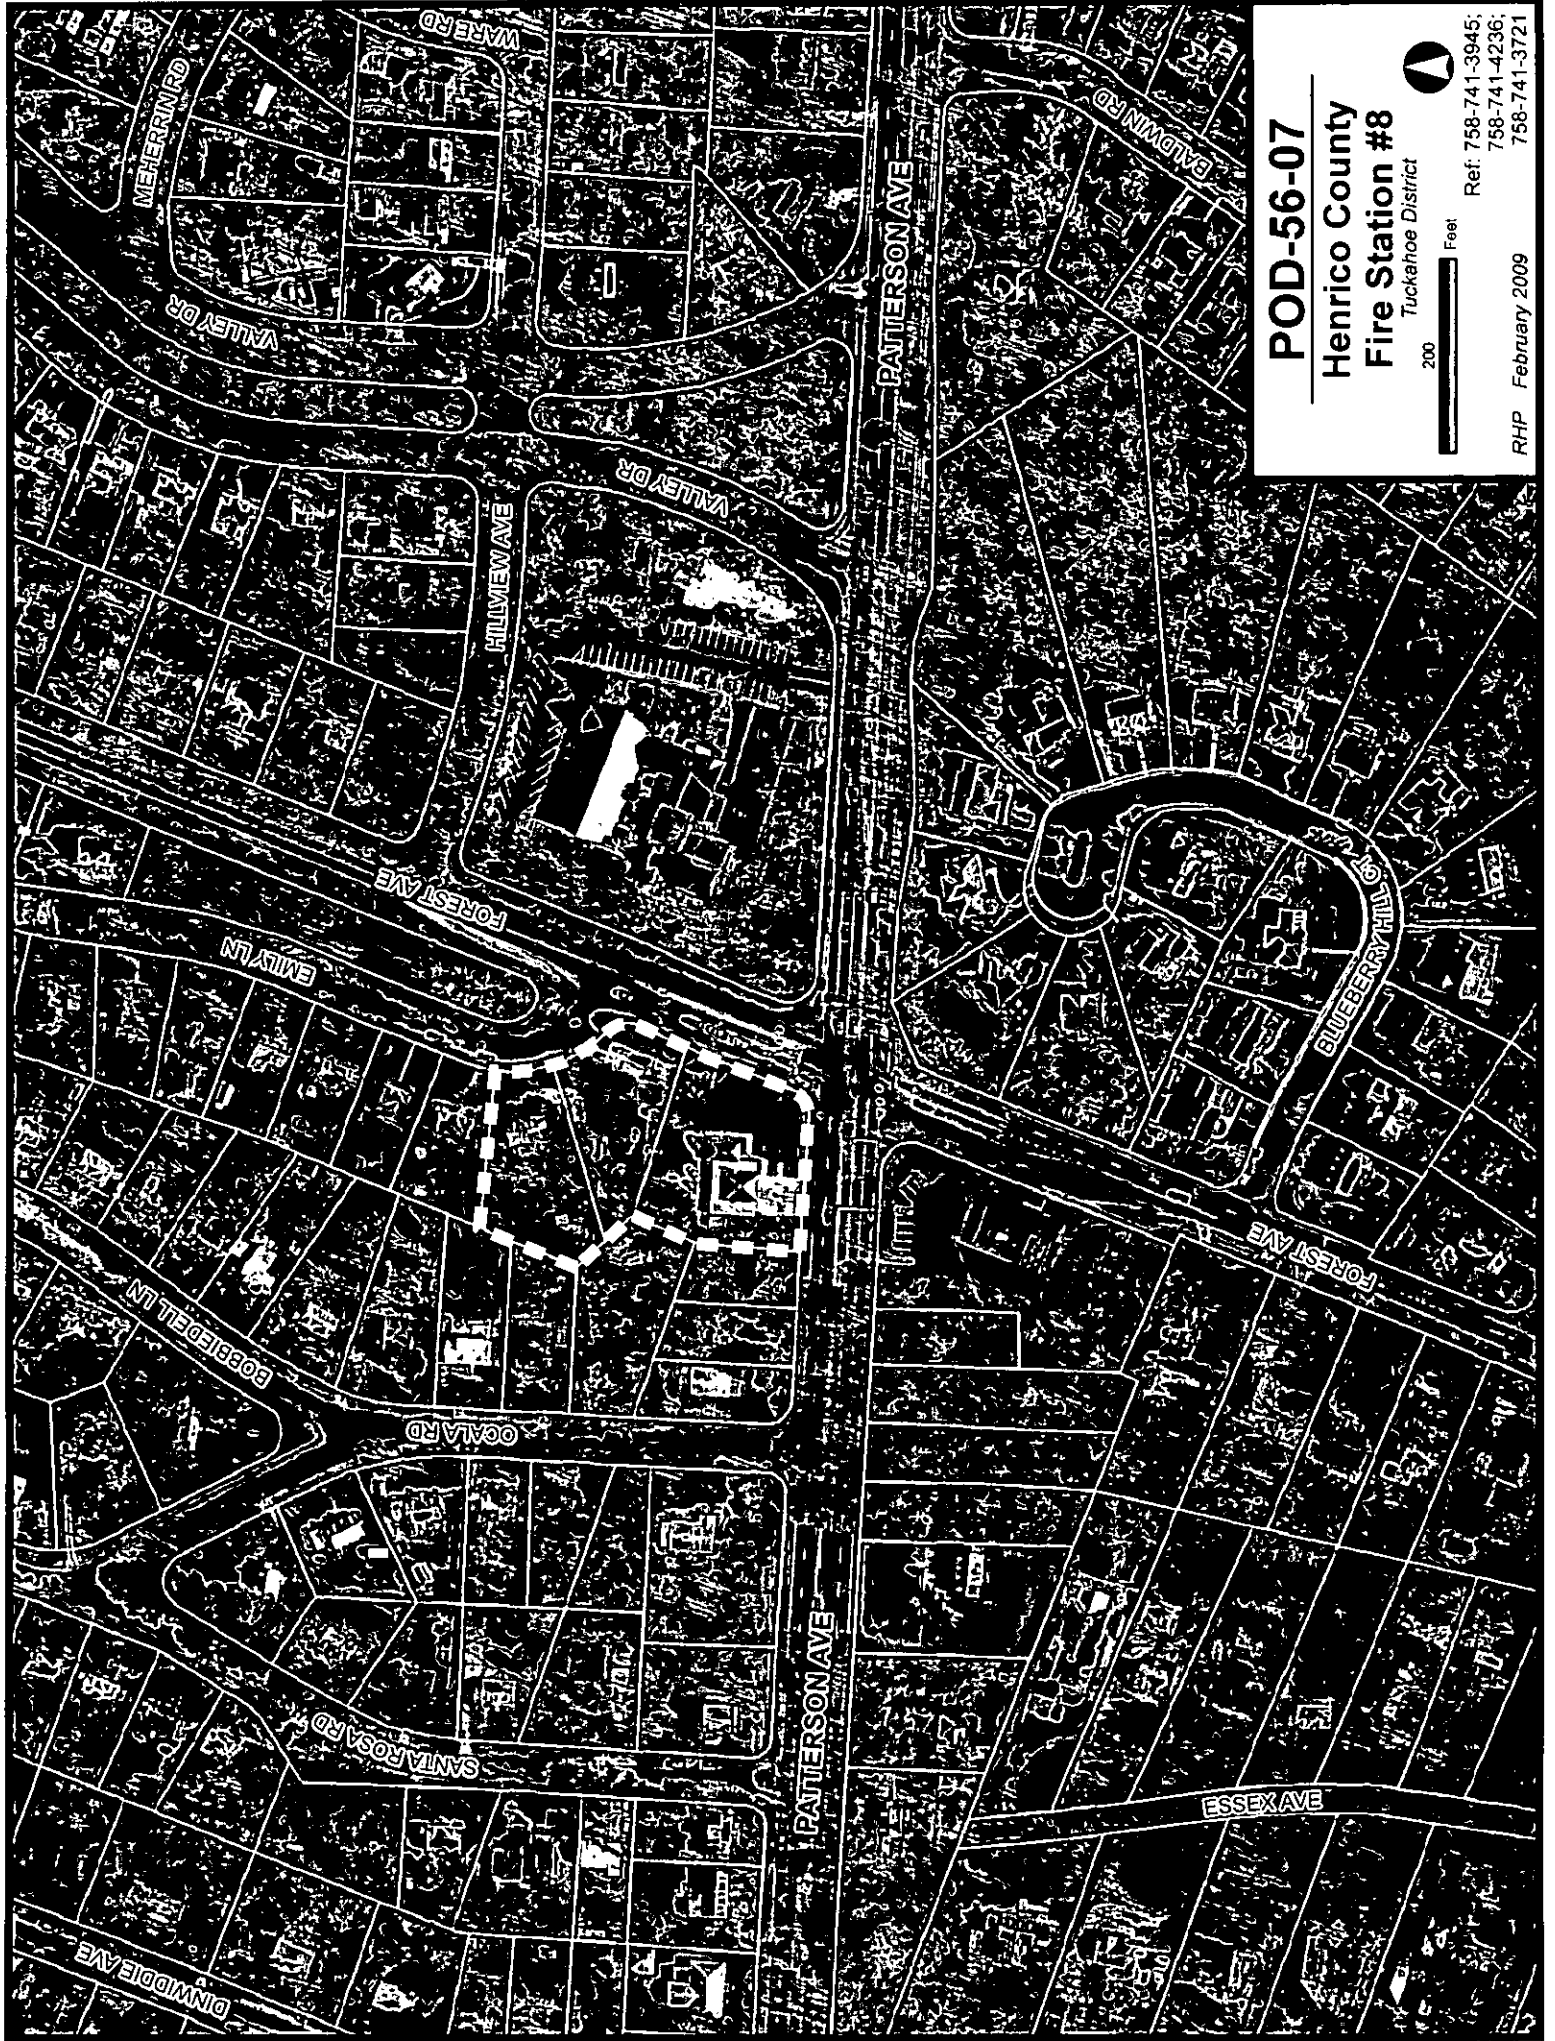 WARE RD
MEHERRIN RD
VALLEY DR
HILLVIEW AVE
VALLEY DR
FOREST AVE
EMILY LN
BOBBIEDELL LN
OCALA RD
SANTA ROSA RD
DINWIDDIE AVE
PATTERSON AVE
PATTERSON AVE
BALDWIN RD
BLUEBERRY HILL CT
FOREST AVE
ESSEX AVE
POD-56-07
Henrico County
Fire Station #8
Tuckahoe District
200
Feet
Ref: 758-741-3945;
758-741-4236;
758-741-3721
RHP February 2009